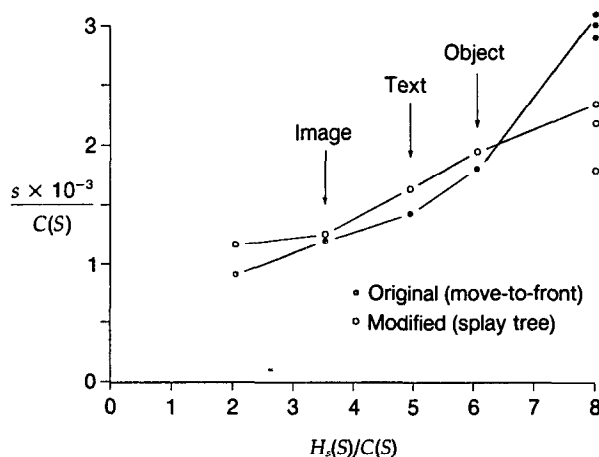 3
Object
Text
Image
2
s × 10⁻³
C(S)
1
• Original (move-to-front)
◦ Modified (splay tree)
0
0 1 2 3 4 5 6 7 8
Hₛ(S)/C(S)